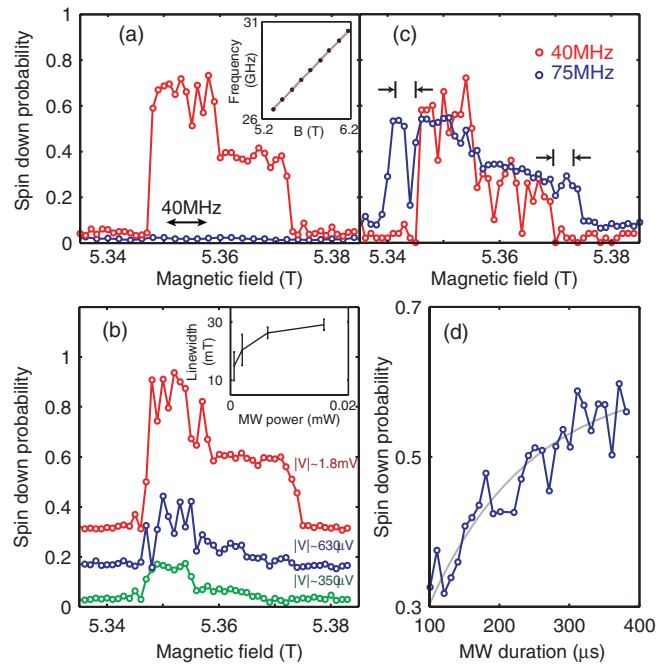 (a)
Spin down probability
1
0.8
0.6
0.4
0.2
0
40MHz
5.34
5.36
5.38
Magnetic field (T)
Frequency
(GHz)
31
26
5.2
6.2
B (T)
(c)
40MHz
75MHz
5.34
5.36
5.38
Magnetic field (T)
(b)
Spin down probability
1
0.8
0.6
0.4
0.2
0
|V|~1.8mV
|V|~630µV
|V|~350µV
5.34
5.36
5.38
Magnetic field (T)
Linewidth
(mT)
30
10
0
0.02
MW power (mW)
(d)
Spin down probability
0.7
0.5
0.3
100
200
300
400
MW duration (µs)